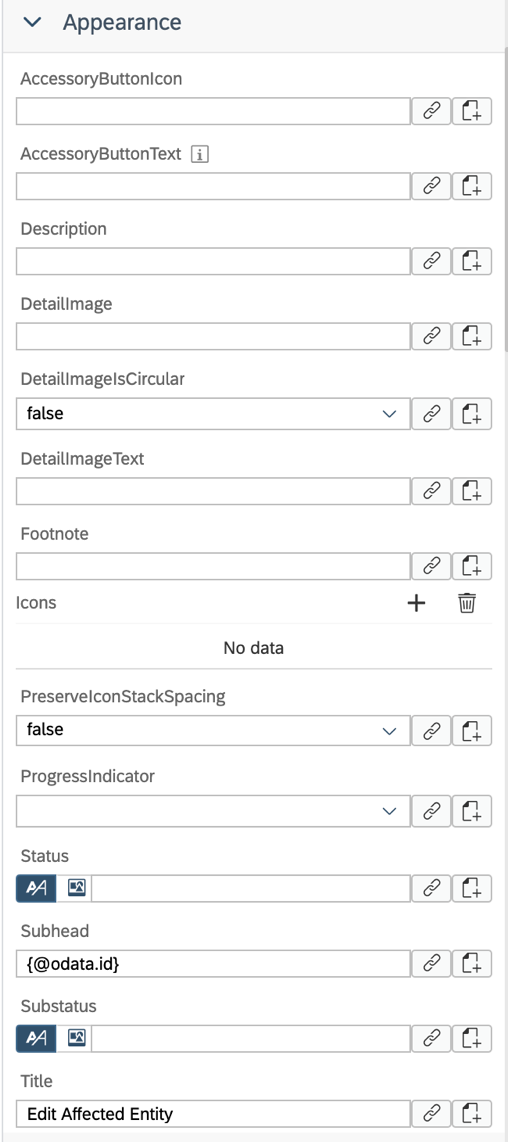 Appearance
AccessoryButtonIcon
AccessoryButtonText
Description
DetailImage
DetailImageIsCircular
false
DetailImageText
Footnote
Icons
No data
PreserveIconStackSpacing
false
ProgressIndicator
Status
Subhead
{@odata.id}
Substatus
Title
Edit Affected Entity